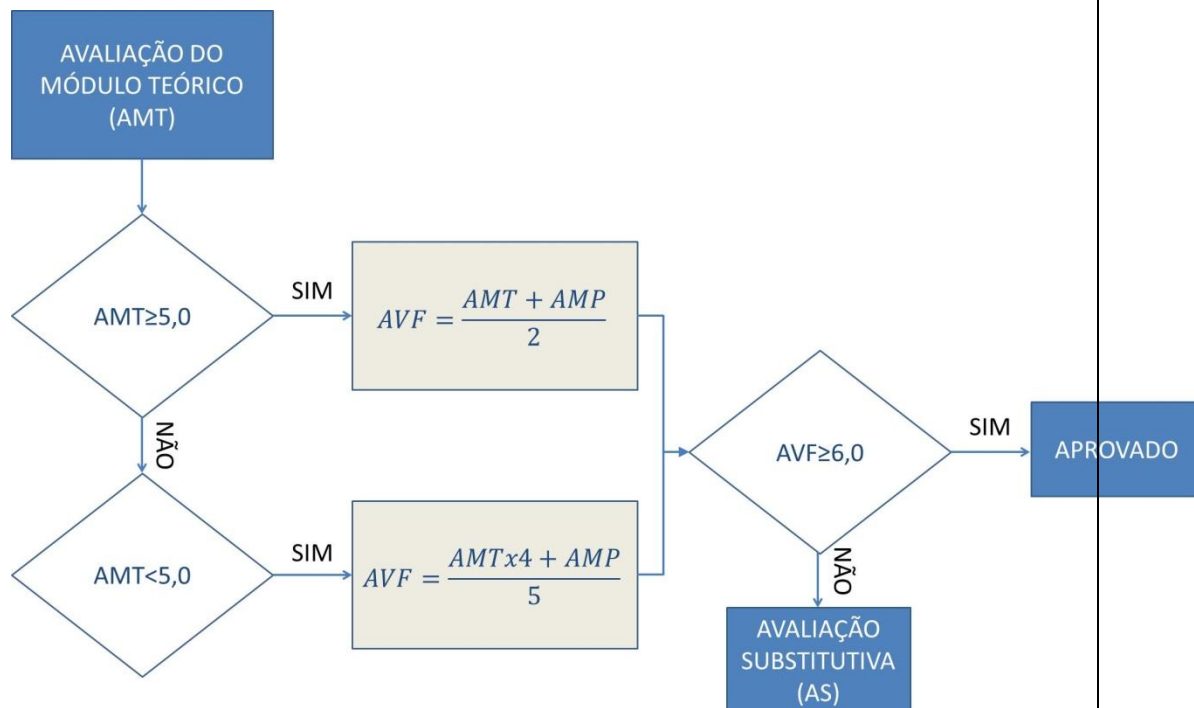 AVALIAÇÃO DO
MÓDULO TEÓRICO
(AMT)
AMT≥5,0
SIM
AVF = (AMT + AMP)/2
NÃO
AMT<5,0
SIM
AVF = (AMTx4 + AMP)/5
AVF≥6,0
SIM
APROVADO
NÃO
AVALIAÇÃO
SUBSTITUTIVA
(AS)